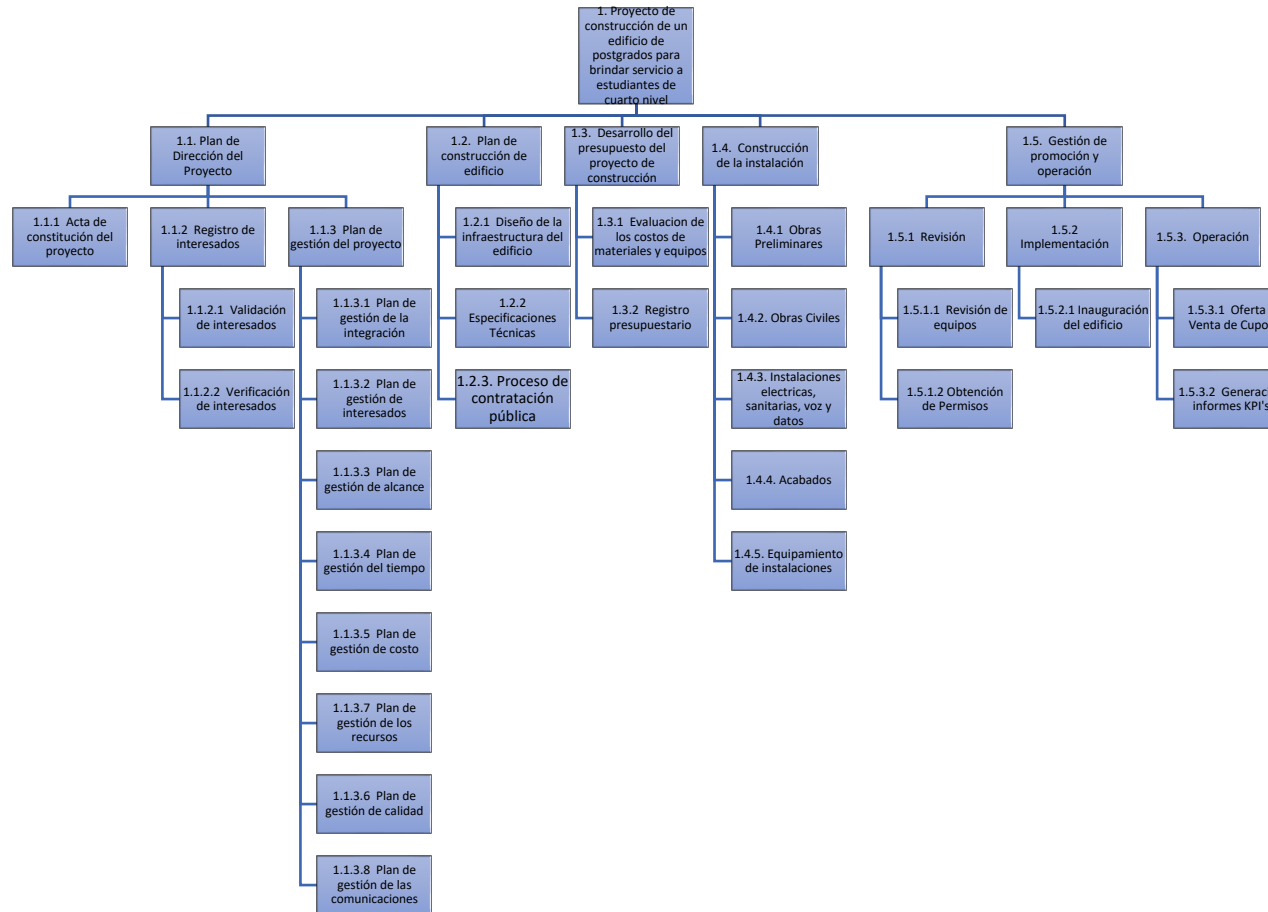 1. Proyecto de
construcción de un
edificio de
postgrados para
brindar servicio a
estudiantes de
cuarto nivel
1.1. Plan de
Dirección del
Proyecto
1.2. Plan de
construcción de
edificio
1.3. Desarrollo del
presupuesto del
proyecto de
construcción
1.4. Construcción
de la instalación
1.5. Gestión de
promoción y
operación
1.1.1 Acta de
constitución del
proyecto
1.1.2 Registro de
interesados
1.1.2.1 Validación
de interesados
1.1.2.2 Verificación
de interesados
1.1.3 Plan de
gestión del proyecto
1.1.3.1 Plan de
gestión de la
integración
1.1.3.2 Plan de
gestión de
interesados
1.1.3.3 Plan de
gestión de alcance
1.1.3.4 Plan de
gestión del tiempo
1.1.3.5 Plan de
gestión de costo
1.1.3.7 Plan de
gestión de los
recursos
1.1.3.6 Plan de
gestión de calidad
1.1.3.8 Plan de
gestión de las
comunicaciones
1.2.1 Diseño de la
infraestructura del
edificio
1.2.2
Especificaciones
Técnicas
1.2.3. Proceso de
contratación
pública
1.3.1 Evaluacion de
los costos de
materiales y equipos
1.3.2 Registro
presupuestario
1.4.1 Obras
Preliminares
1.4.2. Obras Civiles
1.4.3. Instalaciones
electricas,
sanitarias, voz y
datos
1.4.4. Acabados
1.4.5. Equipamiento
de instalaciones
1.5.1 Revisión
1.5.1.1 Revisión de
equipos
1.5.1.2 Obtención
de Permisos
1.5.2
Implementación
1.5.2.1 Inauguración
del edificio
1.5.3. Operación
1.5.3.1 Oferta
Venta de Cupo
1.5.3.2 Generac
informes KPI's